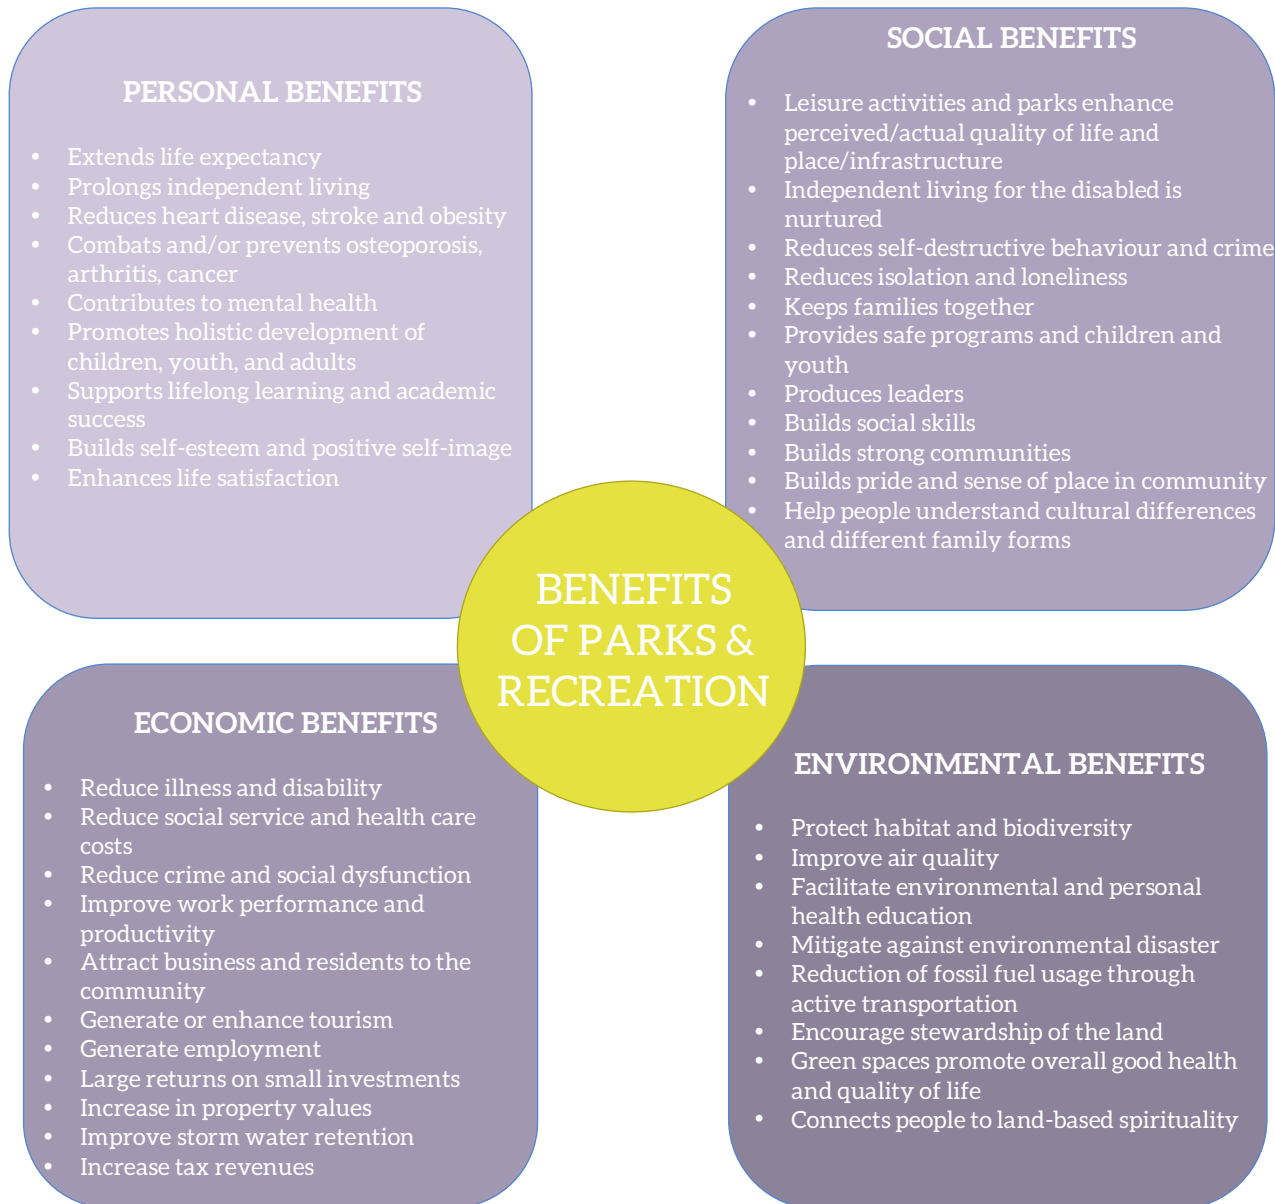 PERSONAL BENEFITS
• Extends life expectancy
• Prolongs independent living
• Reduces heart disease, stroke and obesity
• Combats and/or prevents osteoporosis,
arthritis, cancer
• Contributes to mental health
• Promotes holistic development of
children, youth, and adults
• Supports lifelong learning and academic
success
• Builds self-esteem and positive self-image
• Enhances life satisfaction
SOCIAL BENEFITS
• Leisure activities and parks enhance
perceived/actual quality of life and
place/infrastructure
• Independent living for the disabled is
nurtured
• Reduces self-destructive behaviour and crime
• Reduces isolation and loneliness
• Keeps families together
• Provides safe programs and children and
youth
• Produces leaders
• Builds social skills
• Builds strong communities
• Builds pride and sense of place in community
• Help people understand cultural differences
and different family forms
BENEFITS
OF PARKS &
RECREATION
ECONOMIC BENEFITS
• Reduce illness and disability
• Reduce social service and health care
costs
• Reduce crime and social dysfunction
• Improve work performance and
productivity
• Attract business and residents to the
community
• Generate or enhance tourism
• Generate employment
• Large returns on small investments
• Increase in property values
• Improve storm water retention
• Increase tax revenues
ENVIRONMENTAL BENEFITS
• Protect habitat and biodiversity
• Improve air quality
• Facilitate environmental and personal
health education
• Mitigate against environmental disaster
• Reduction of fossil fuel usage through
active transportation
• Encourage stewardship of the land
• Green spaces promote overall good health
and quality of life
• Connects people to land-based spirituality